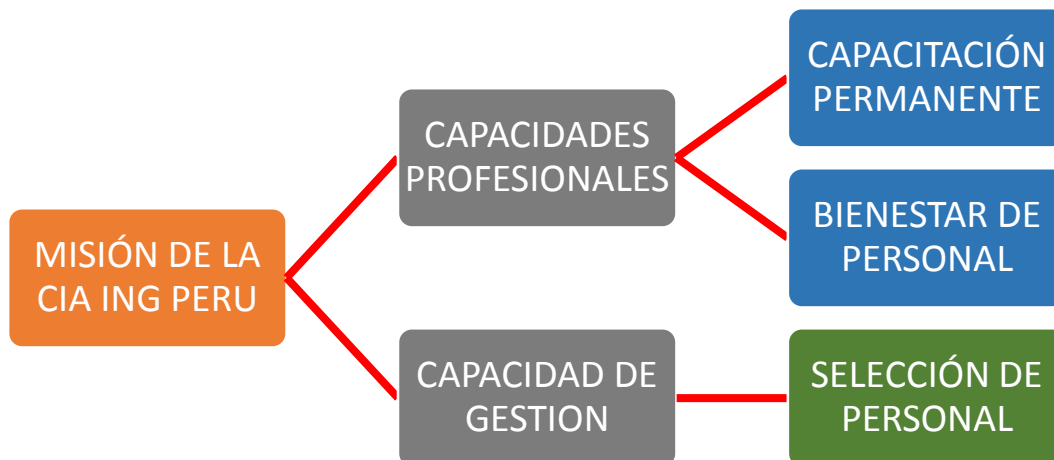 MISIÓN DE LA
CIA ING PERU
CAPACIDADES
PROFESIONALES
CAPACITACIÓN
PERMANENTE
BIENESTAR DE
PERSONAL
CAPACIDAD DE
GESTION
SELECCIÓN DE
PERSONAL